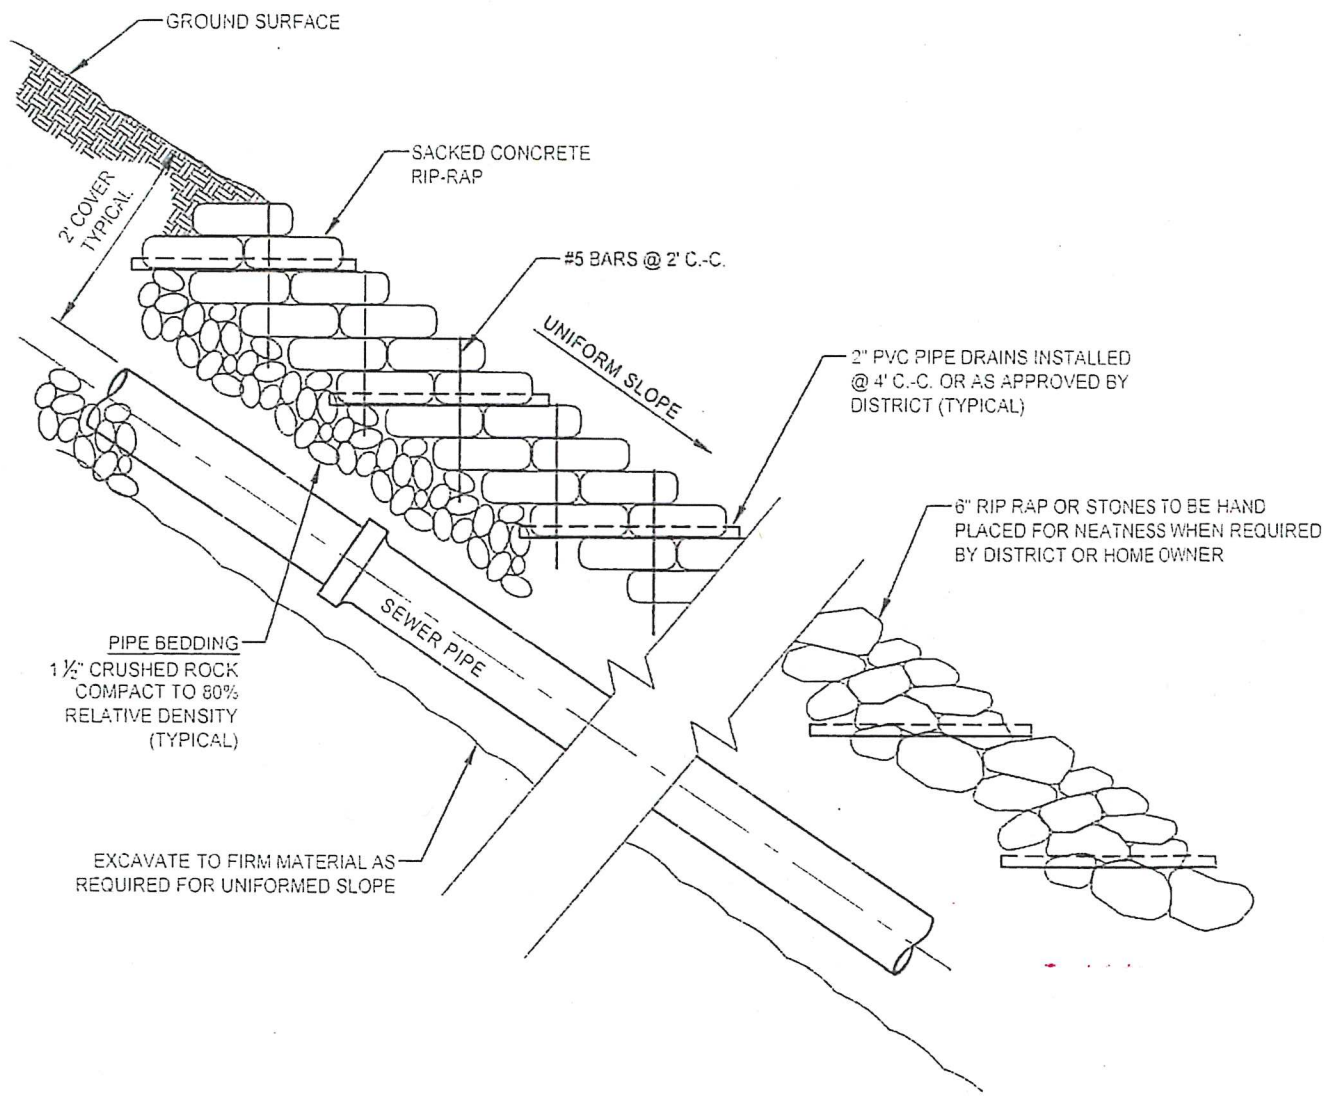 GROUND SURFACE
SACKED CONCRETE
RIP-RAP
2' COVER
TYPICAL
#5 BARS @ 2' C.-C.
UNIFORM SLOPE
2" PVC PIPE DRAINS INSTALLED
@ 4' C.-C. OR AS APPROVED BY
DISTRICT (TYPICAL)
6" RIP RAP OR STONES TO BE HAND
PLACED FOR NEATNESS WHEN REQUIRED
BY DISTRICT OR HOME OWNER
SEWER PIPE
PIPE BEDDING
1 ½" CRUSHED ROCK
COMPACT TO 80%
RELATIVE DENSITY
(TYPICAL)
EXCAVATE TO FIRM MATERIAL AS
REQUIRED FOR UNIFORMED SLOPE